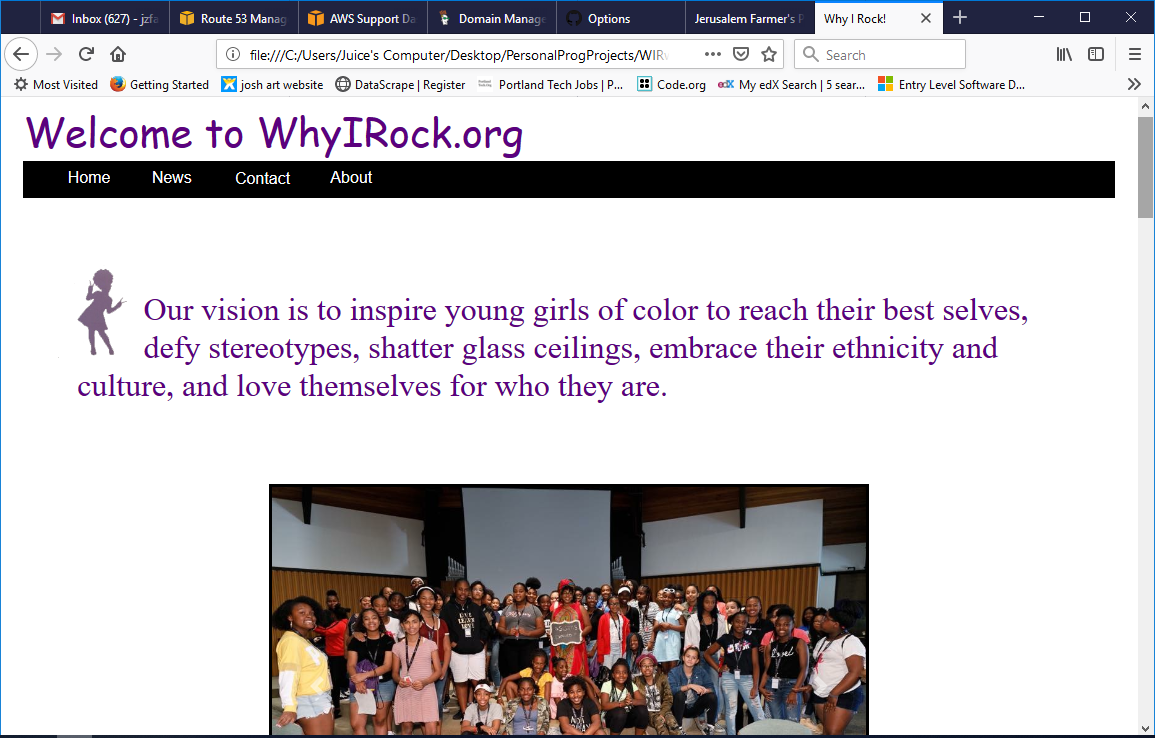 Inbox (627) - jzfa
Route 53 Manag
AWS Support Da
Domain Manage
Options
Jerusalem Farmer's P
Why I Rock!
file:///C:/Users/Juice's Computer/Desktop/PersonalProgProjects/WIRv
Search
Most Visited
Getting Started
josh art website
DataScrape | Register
Portland Tech Jobs | P...
Code.org
edX
My edX Search | 5 sear...
Entry Level Software D...
Welcome to WhyIRock.org
Home News Contact About
Our vision is to inspire young girls of color to reach their best selves,
defy stereotypes, shatter glass ceilings, embrace their ethnicity and
culture, and love themselves for who they are.